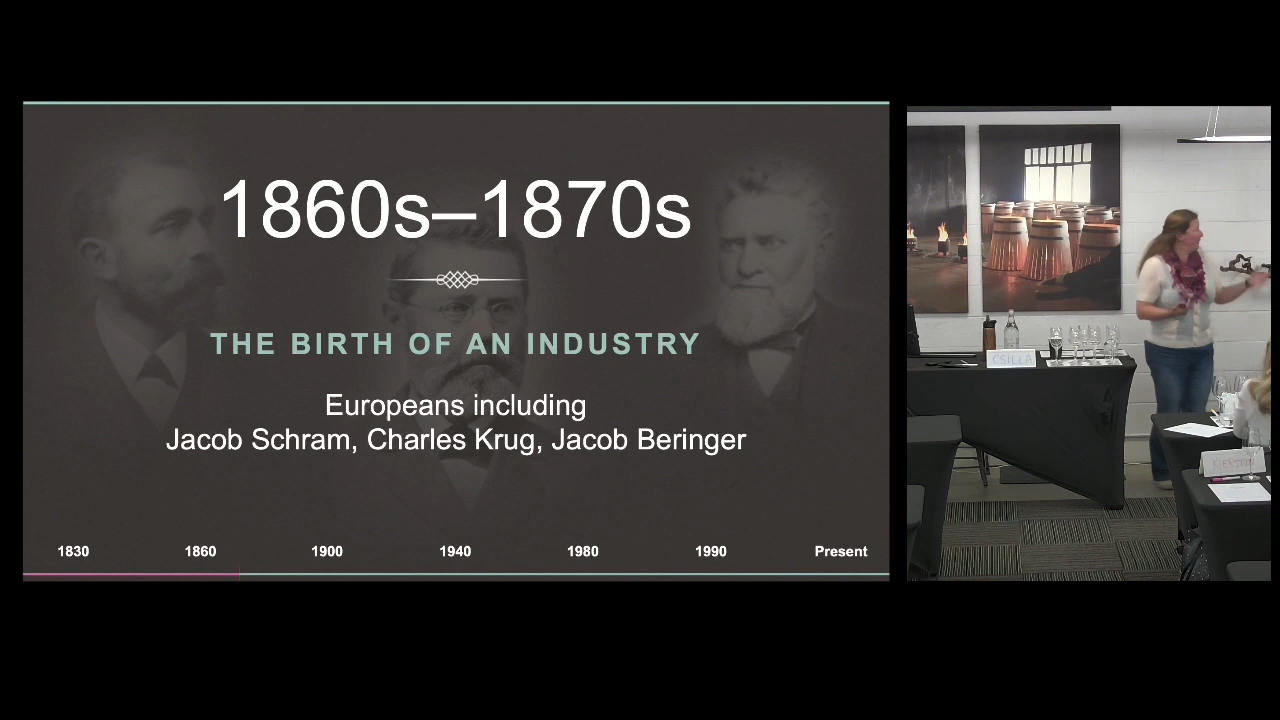 1860s–1870s
THE BIRTH OF AN INDUSTRY
Europeans including
Jacob Schram, Charles Krug, Jacob Beringer
1830 1860 1900 1940 1980 1990 Present
CSILLA